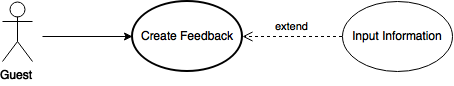 extend
Create Feedback
Input Information
Guest